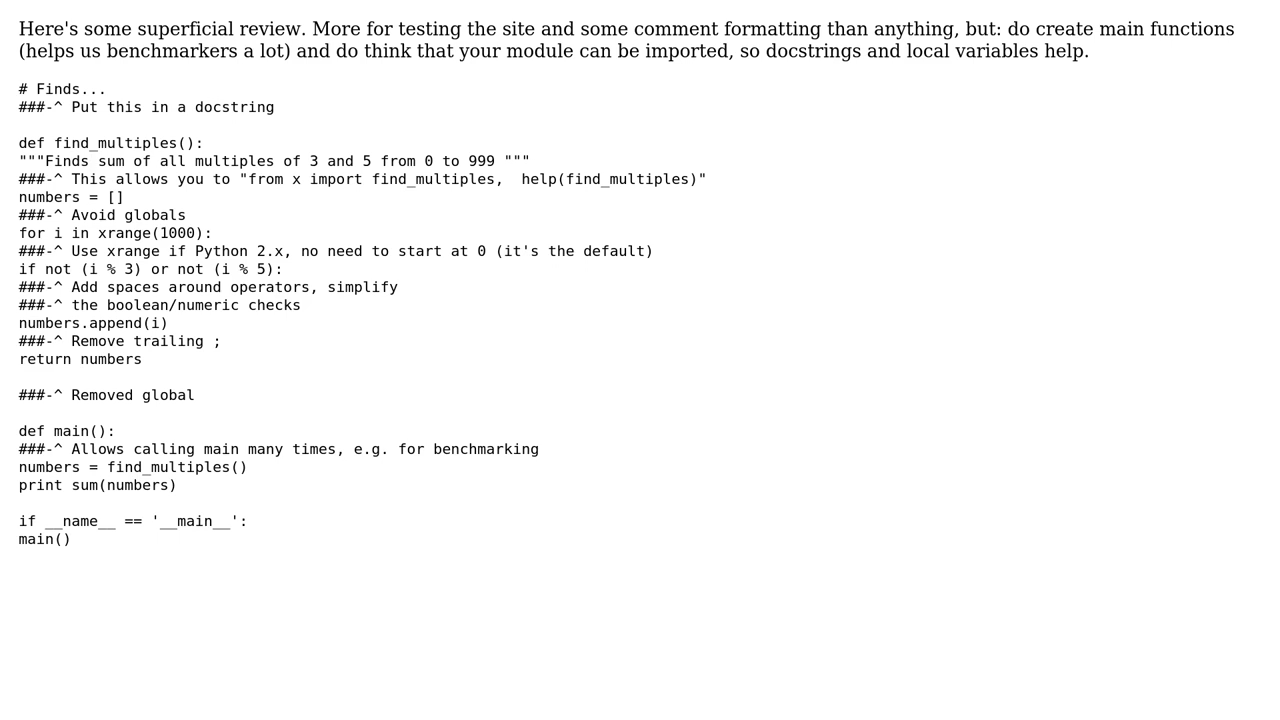 Here's some superficial review. More for testing the site and some comment formatting than anything, but: do create main functions
(helps us benchmarkers a lot) and do think that your module can be imported, so docstrings and local variables help.
# Finds...
###-^ Put this in a docstring
def find_multiples():
"""Finds sum of all multiples of 3 and 5 from 0 to 999 """
###-^ This allows you to "from x import find_multiples,  help(find_multiples)"
numbers = []
###-^ Avoid globals
for i in xrange(1000):
###-^ Use xrange if Python 2.x, no need to start at 0 (it's the default)
if not (i % 3) or not (i % 5):
###-^ Add spaces around operators, simplify
###-^ the boolean/numeric checks
numbers.append(i)
###-^ Remove trailing ;
return numbers
###-^ Removed global
def main():
###-^ Allows calling main many times, e.g. for benchmarking
numbers = find_multiples()
print sum(numbers)
if __name__ == '__main__':
main()